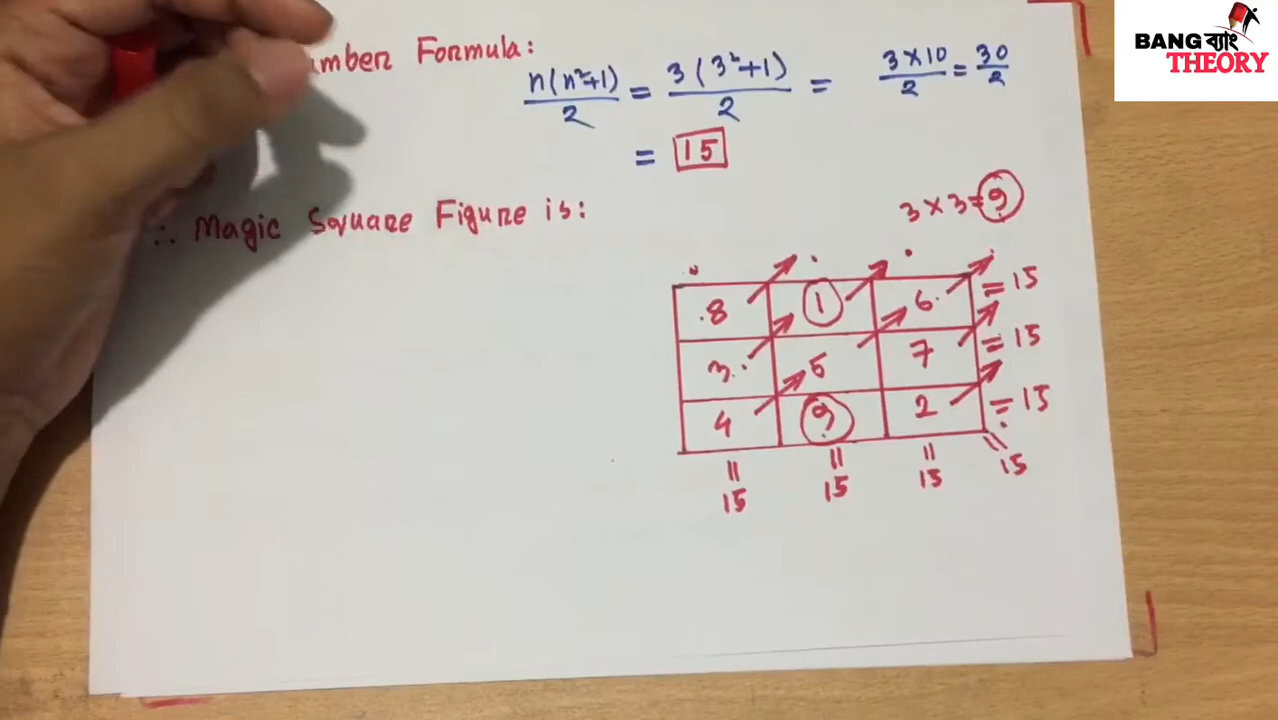 BANG ব্যাং
THEORY
Formula:
n(n²+1)/2 = 3(3²+1)/2 = 3×10/2 = 30/2
= 15
∴ Magic Square Figure is:
3×3=9
8 1 6 = 15
3 5 7 = 15
4 9 2 = 15
= 15 = 15 = 15 = 15